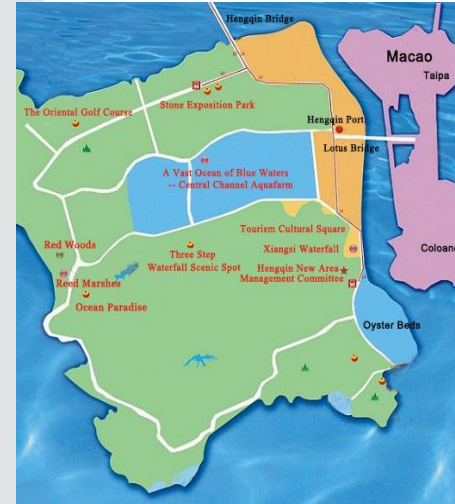 Hengqin Bridge
Macao
Taipa
Stone Exposition Park
The Oriental Golf Course
Hengqin Port
Lotus Bridge
A Vast Ocean of Blue Waters
-- Central Channel Aquafarm
Tourism Cultural Square
Red Woods
Three Step
Waterfall Scenic Spot
Xiangsi Waterfall
Coloane
Hengqin New Area
Management Committee
Reed Marshes
Ocean Paradise
Oyster Beds